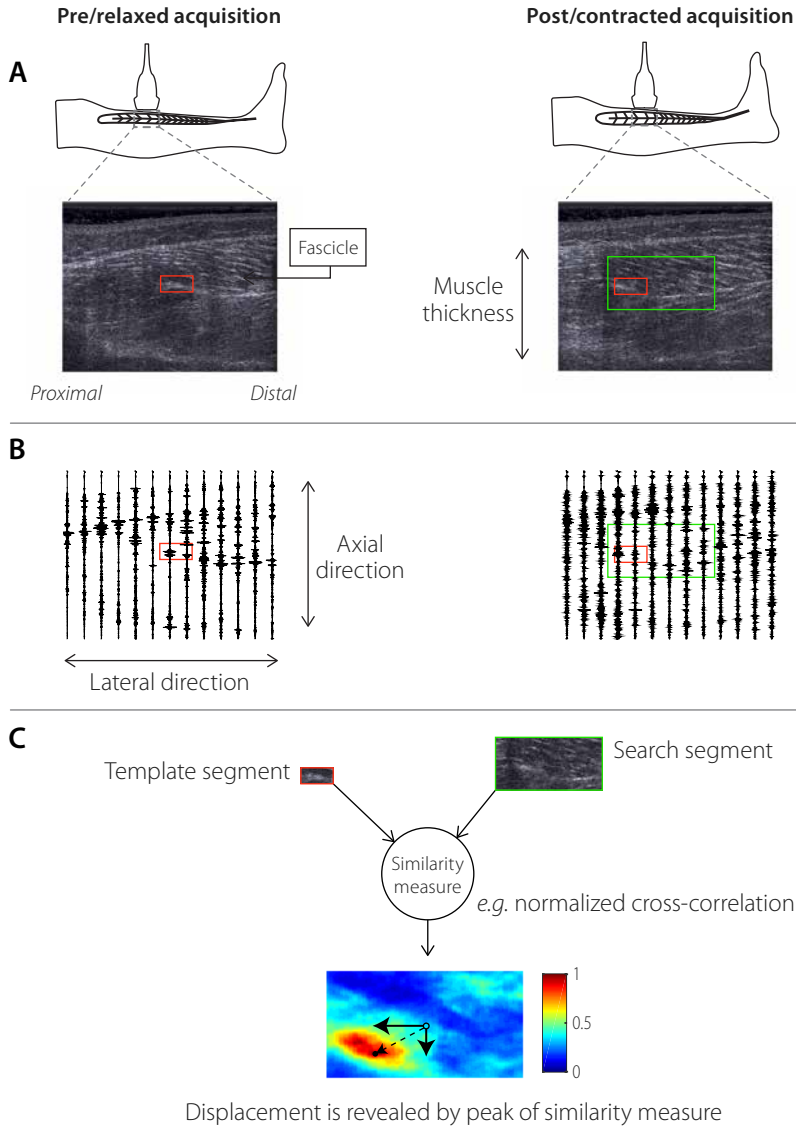 Pre/relaxed acquisition
Post/contracted acquisition
A
Fascicle
Muscle
thickness
Proximal
Distal
B
Axial
direction
Lateral direction
C
Template segment
Search segment
Similarity
measure
e.g. normalized cross-correlation
1
0.5
0
Displacement is revealed by peak of similarity measure